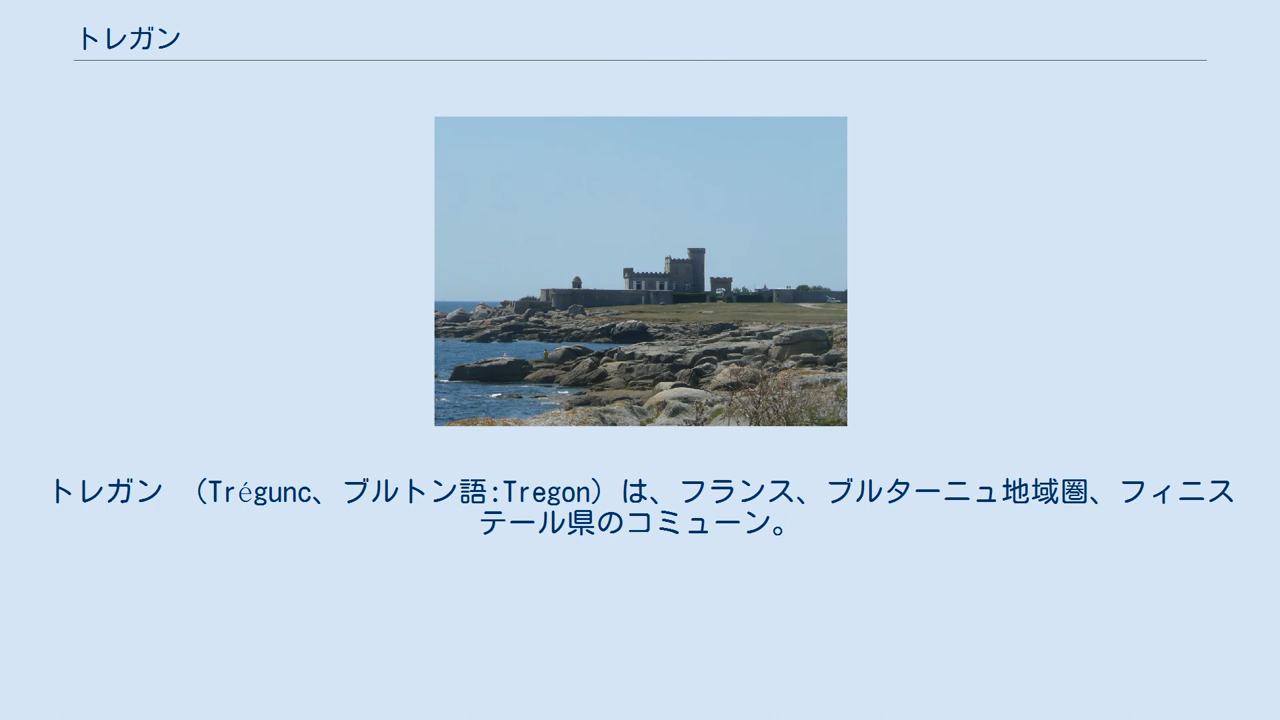 トレガン
トレガン （Trégunc、ブルトン語:Tregon）は、フランス、ブルターニュ地域圏、フィニス
テール県のコミューン。